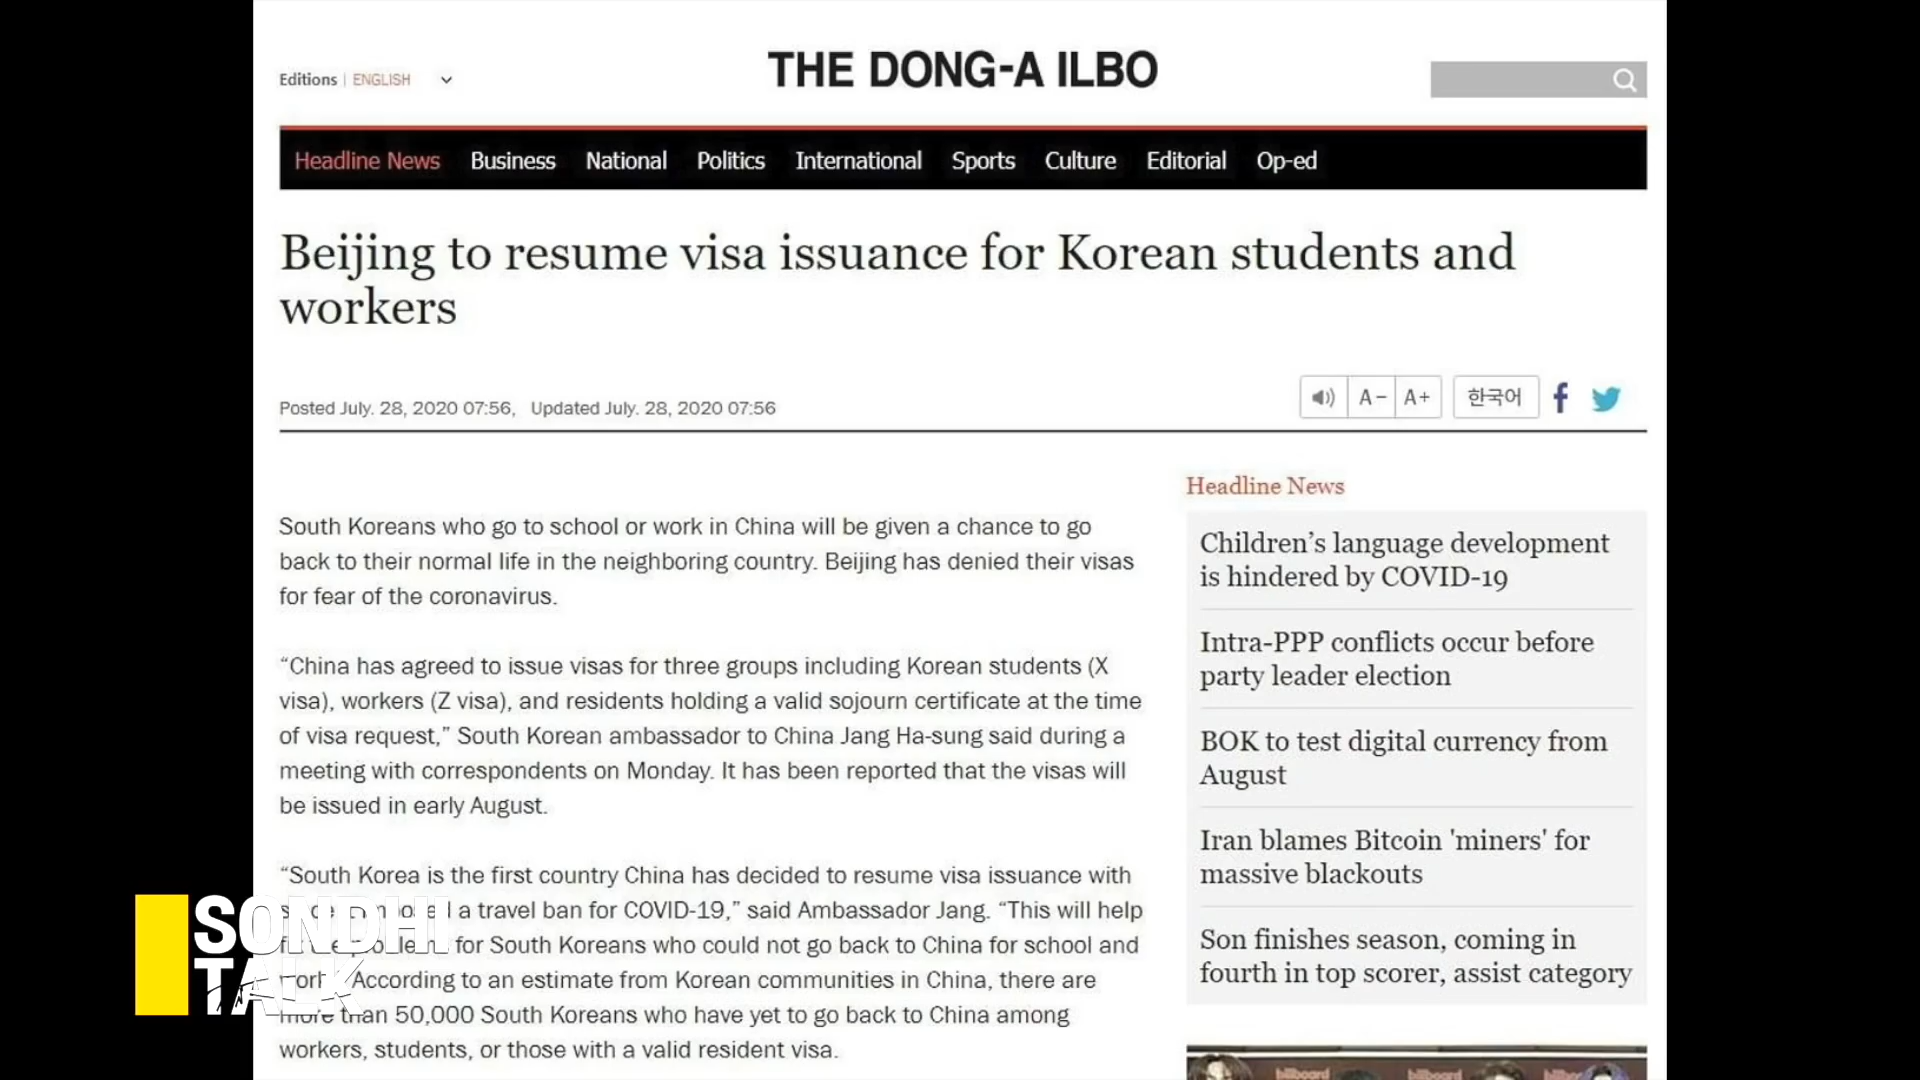 Editions | ENGLISH
THE DONG-A ILBO
Headline News Business National Politics International Sports Culture Editorial Op-ed
Beijing to resume visa issuance for Korean students and
workers
Posted July. 28, 2020 07:56, Updated July. 28, 2020 07:56
A− A+ 한국어
South Koreans who go to school or work in China will be given a chance to go
back to their normal life in the neighboring country. Beijing has denied their visas
for fear of the coronavirus.
“China has agreed to issue visas for three groups including Korean students (X
visa), workers (Z visa), and residents holding a valid sojourn certificate at the time
of visa request,” South Korean ambassador to China Jang Ha-sung said during a
meeting with correspondents on Monday. It has been reported that the visas will
be issued in early August.
“South Korea is the first country China has decided to resume visa issuance with
a travel ban for COVID-19,” said Ambassador Jang. “This will help
for South Koreans who could not go back to China for school and
According to an estimate from Korean communities in China, there are
more than 50,000 South Koreans who have yet to go back to China among
workers, students, or those with a valid resident visa.
Headline News
Children’s language development
is hindered by COVID-19
Intra-PPP conflicts occur before
party leader election
BOK to test digital currency from
August
Iran blames Bitcoin 'miners' for
massive blackouts
Son finishes season, coming in
fourth in top scorer, assist category
billboard billboard
SONDHI
TALK